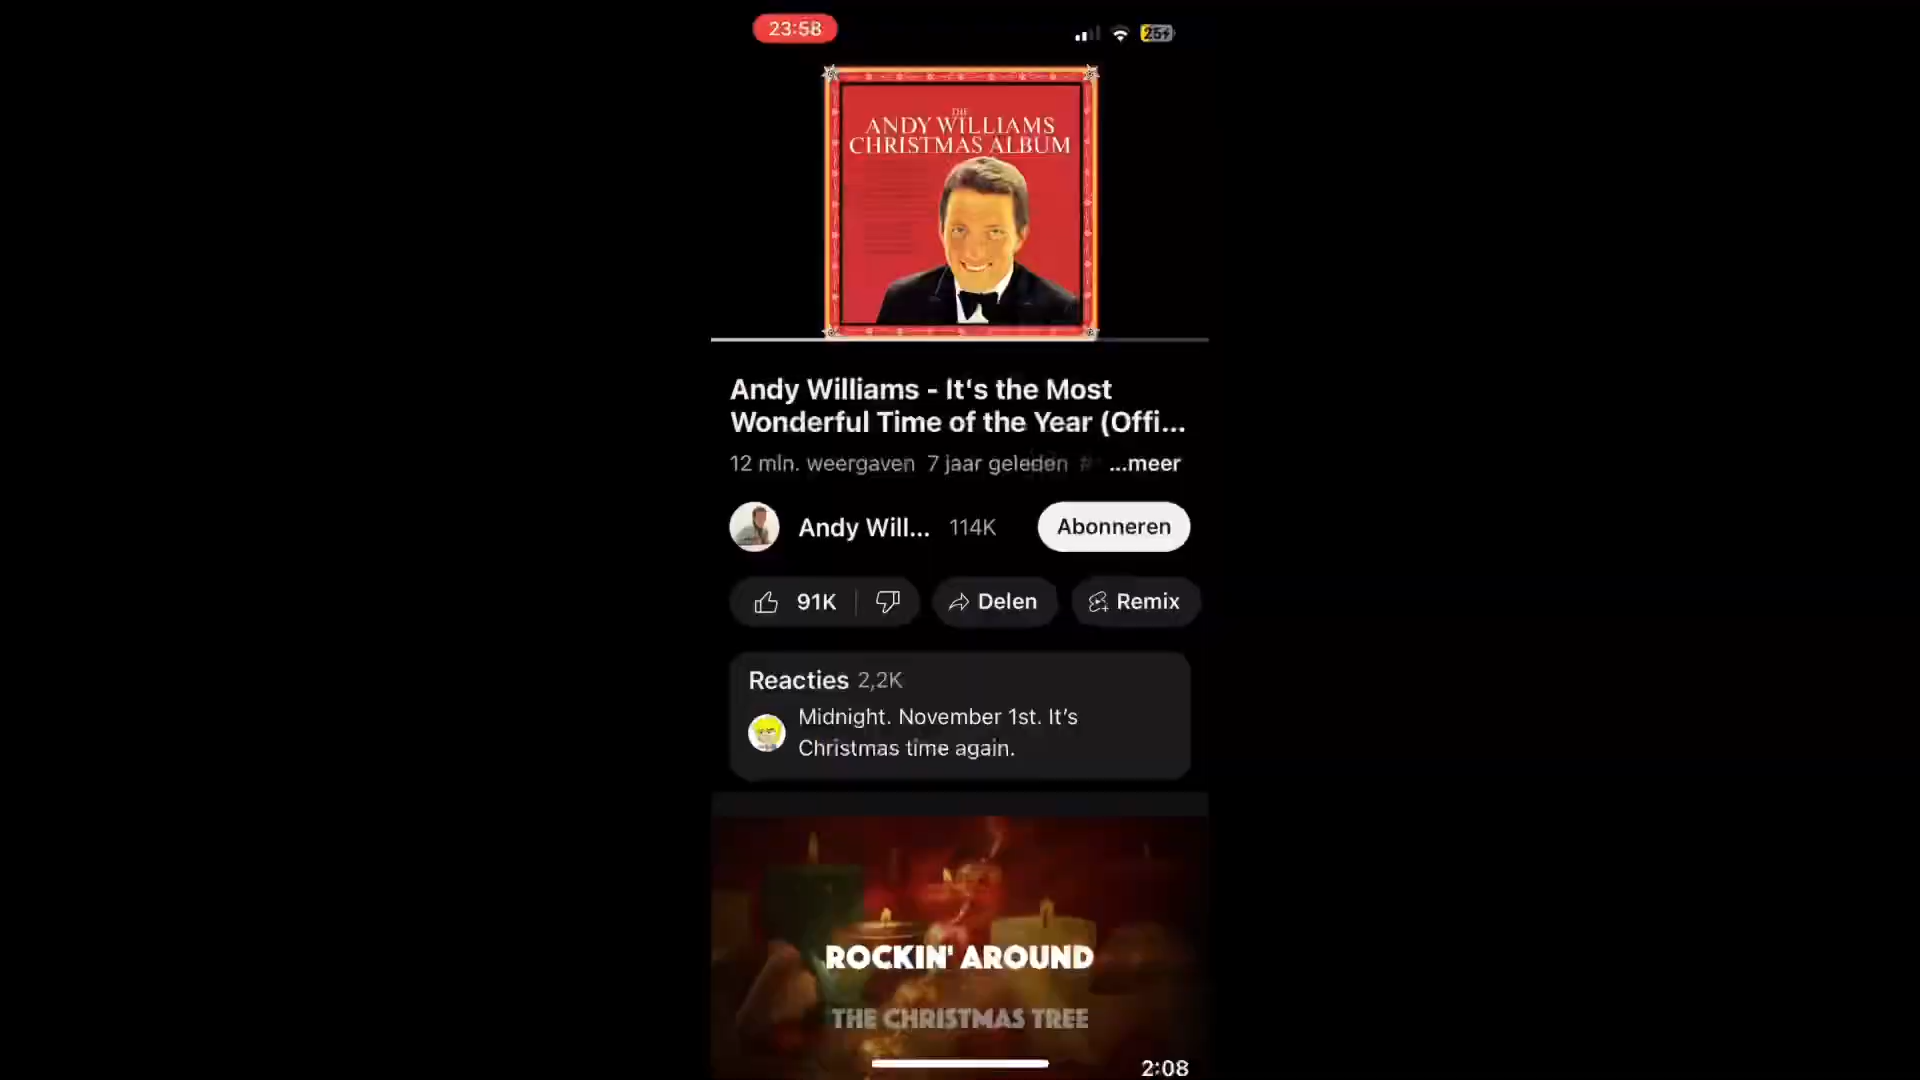 23:58
25
THE
ANDY WILLIAMS
CHRISTMAS ALBUM
Andy Williams - It's the Most
Wonderful Time of the Year (Offi...
12 mln. weergaven 7 jaar geleden # ...meer
Andy Will... 114K Abonneren
91K Delen Remix
Reacties 2,2K
Midnight. November 1st. It's
Christmas time again.
ROCKIN' AROUND
THE CHRISTMAS TREE
2:08